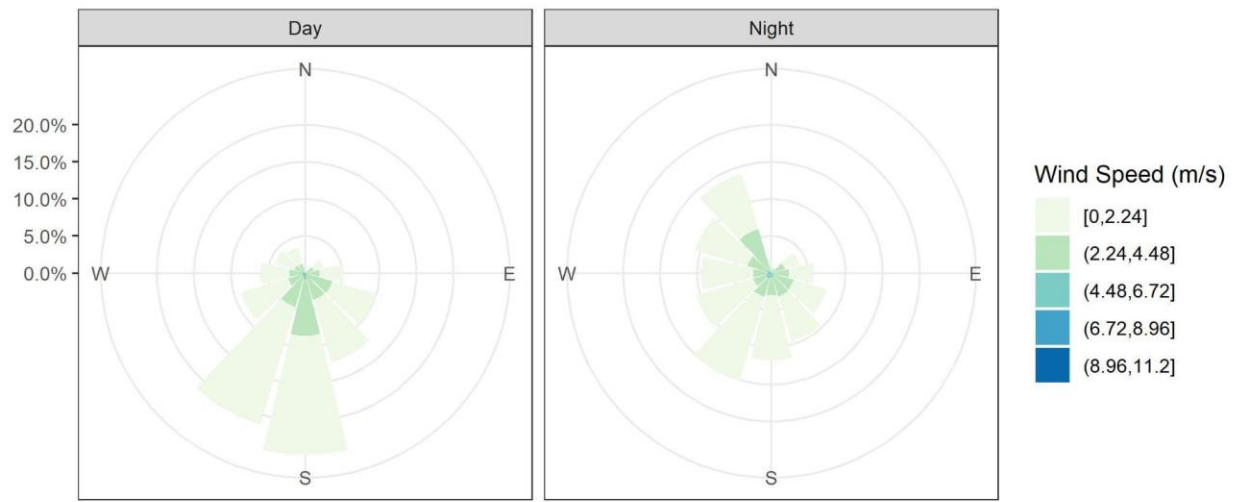 Day
Night
N
N
20.0%
15.0%
10.0%
5.0%
0.0%
W
E
W
E
S
S
Wind Speed (m/s)
[0,2.24]
(2.24,4.48]
(4.48,6.72]
(6.72,8.96]
(8.96,11.2]